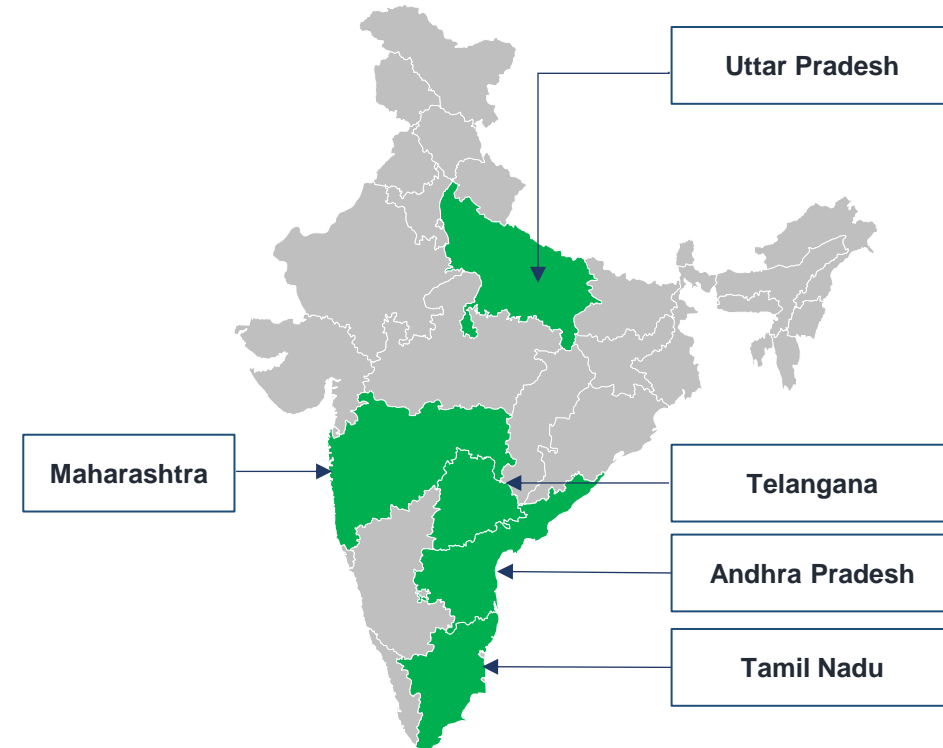 Uttar Pradesh
Maharashtra
Telangana
Andhra Pradesh
Tamil Nadu